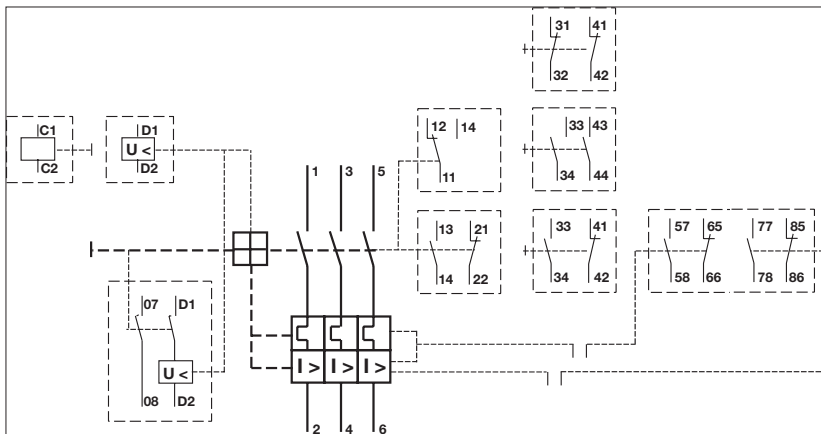 31 41
32 42
C1
C2
D1
U <
D2
12 14
11
33 43
34 44
1 3 5
13 21
14 22
33 41
34 42
57 65 77 85
58 66 78 86
07 D1
U <
08 D2
I > I > I >
2 4 6